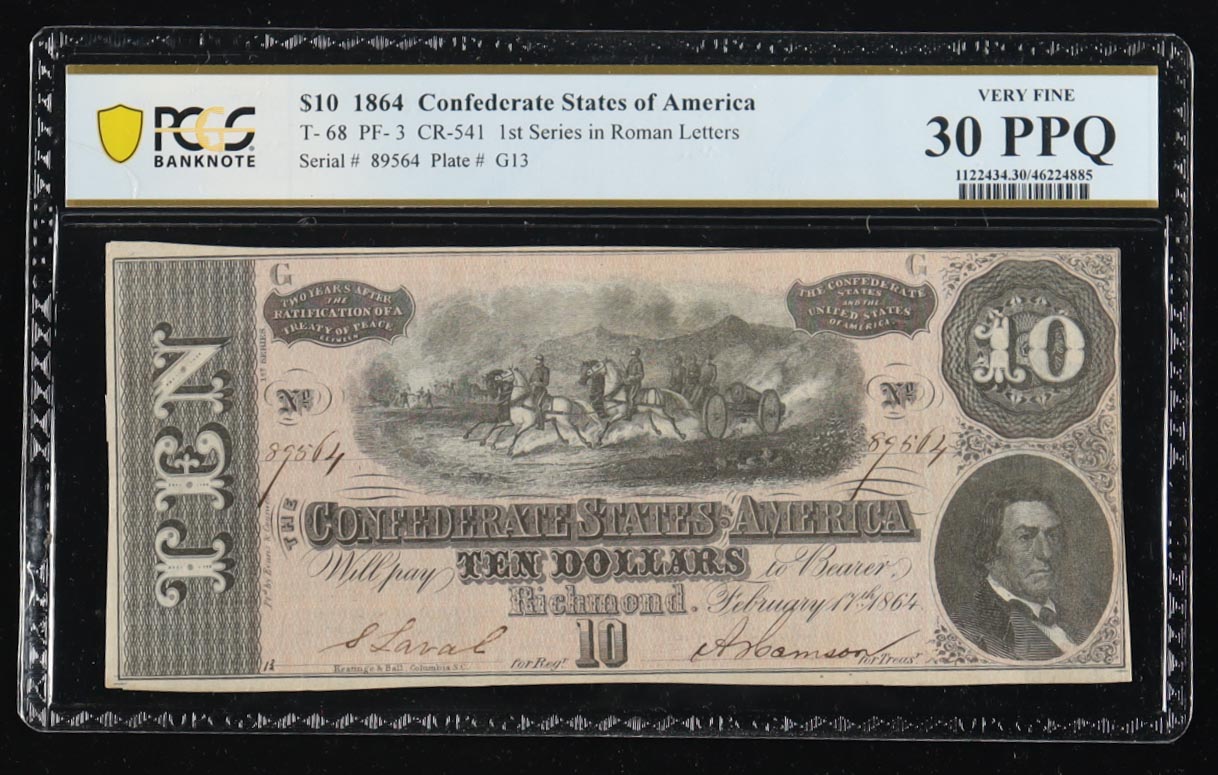 PCGS
BANKNOTE
$10 1864 Confederate States of America
T- 68 PF- 3 CR-541 1st Series in Roman Letters
Serial # 89564 Plate # G13
VERY FINE
30 PPQ
1122434.30/46224885
TEN
G
TWO YEARS AFTER
THE
RATIFICATION OF A
TREATY OF PEACE
BETWEEN
G
THE CONFEDERATE
STATES
AND THE
UNITED STATES
OF AMERICA.
10
1ST SERIES
No
89564
No
89564
THE
CONFEDERATE STATES OF AMERICA
Will pay TEN DOLLARS to Bearer.
Richmond. February 17th, 1864.
S Laval for Regr.
10
for Treasr.
Keatinge & Ball, Columbia S.C.